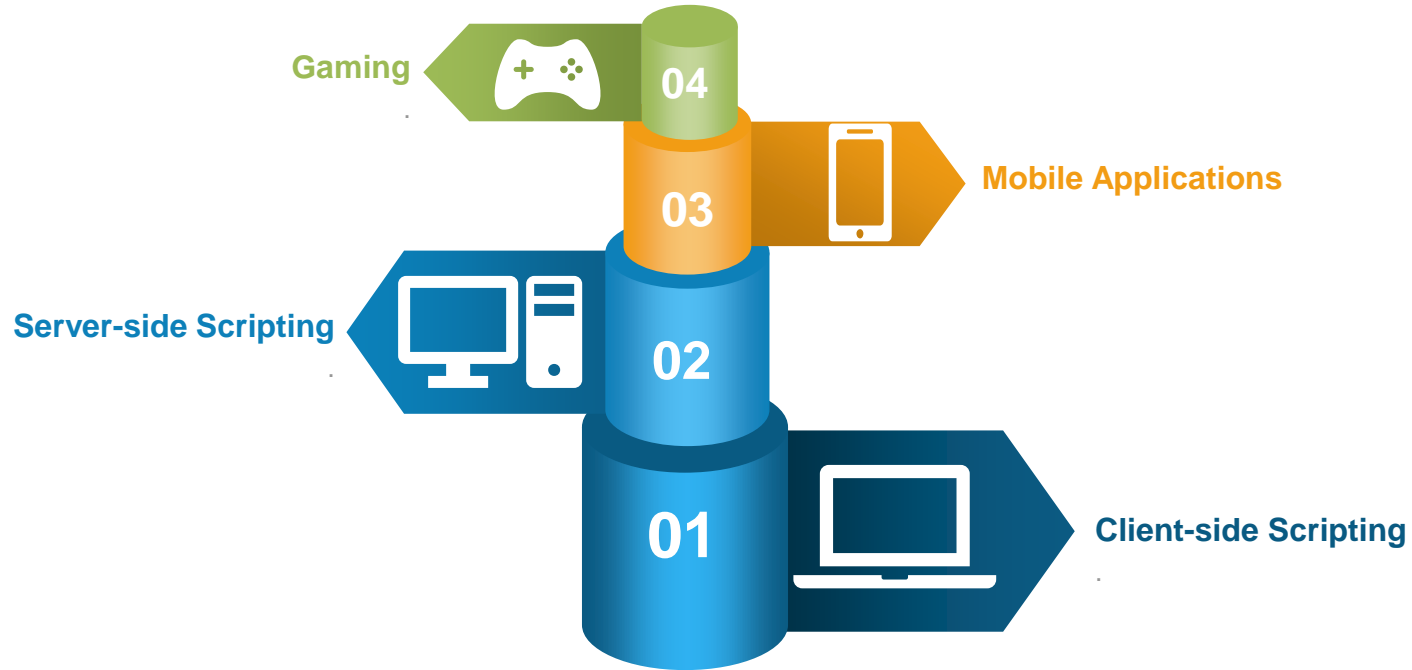 Gaming
.
04
Mobile Applications
03
Server-side Scripting
.
02
Client-side Scripting
.
01